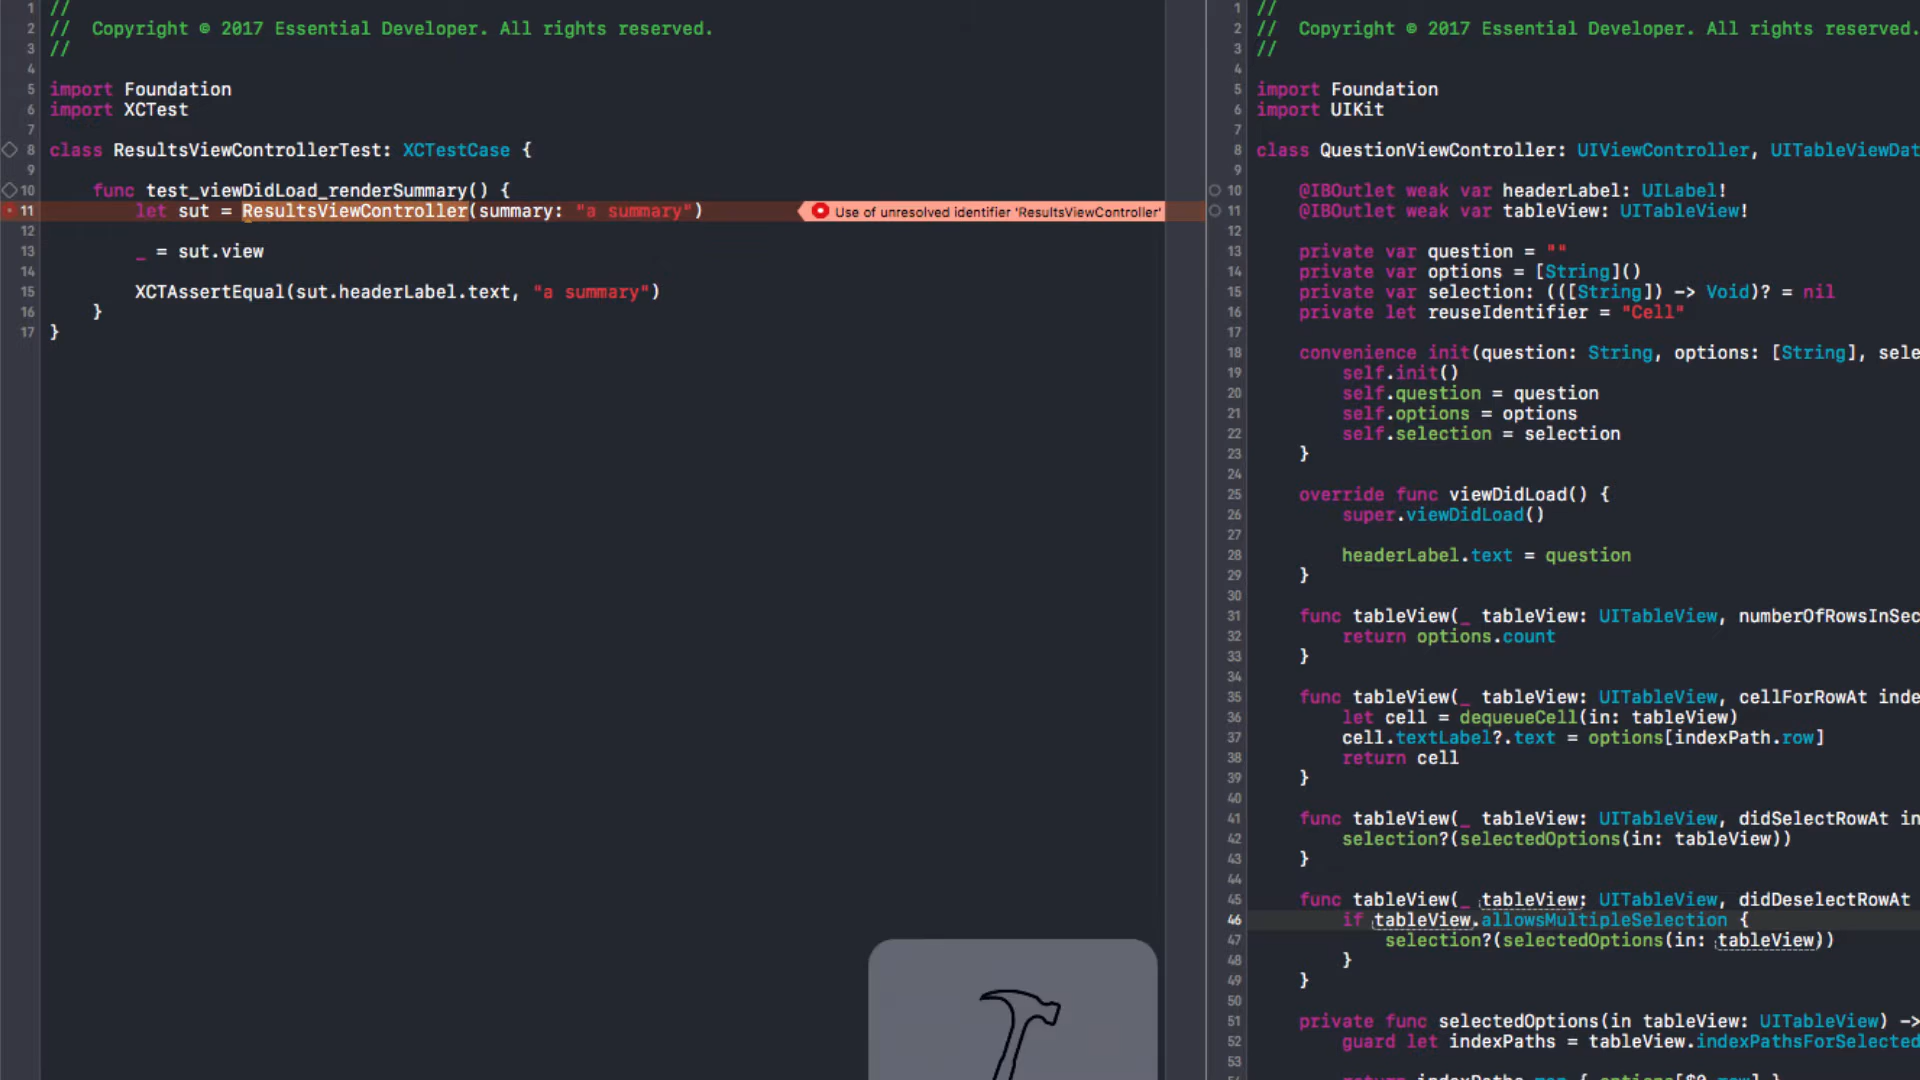 1 //
2 //  Copyright © 2017 Essential Developer. All rights reserved.
3 //
4
5 import Foundation
6 import XCTest
7
8 class ResultsViewControllerTest: XCTestCase {
9
10     func test_viewDidLoad_renderSummary() {
11         let sut = ResultsViewController(summary: "a summary")
Use of unresolved identifier 'ResultsViewController'
12
13         _ = sut.view
14
15         XCTAssertEqual(sut.headerLabel.text, "a summary")
16     }
17 }
1 //
2 //  Copyright © 2017 Essential Developer. All rights reserved.
3 //
4
5 import Foundation
6 import UIKit
7
8 class QuestionViewController: UIViewController, UITableViewDat
9
10     @IBOutlet weak var headerLabel: UILabel!
11     @IBOutlet weak var tableView: UITableView!
12
13     private var question = ""
14     private var options = [String]()
15     private var selection: (([String]) -> Void)? = nil
16     private let reuseIdentifier = "Cell"
17
18     convenience init(question: String, options: [String], sele
19         self.init()
20         self.question = question
21         self.options = options
22         self.selection = selection
23     }
24
25     override func viewDidLoad() {
26         super.viewDidLoad()
27
28         headerLabel.text = question
29     }
30
31     func tableView(_ tableView: UITableView, numberOfRowsInSec
32         return options.count
33     }
34
35     func tableView(_ tableView: UITableView, cellForRowAt inde
36         let cell = dequeueCell(in: tableView)
37         cell.textLabel?.text = options[indexPath.row]
38         return cell
39     }
40
41     func tableView(_ tableView: UITableView, didSelectRowAt in
42         selection?(selectedOptions(in: tableView))
43     }
44
45     func tableView(_ tableView: UITableView, didDeselectRowAt
46         if tableView.allowsMultipleSelection {
47             selection?(selectedOptions(in: tableView))
48         }
49     }
50
51     private func selectedOptions(in tableView: UITableView) ->
52         guard let indexPaths = tableView.indexPathsForSelected
53